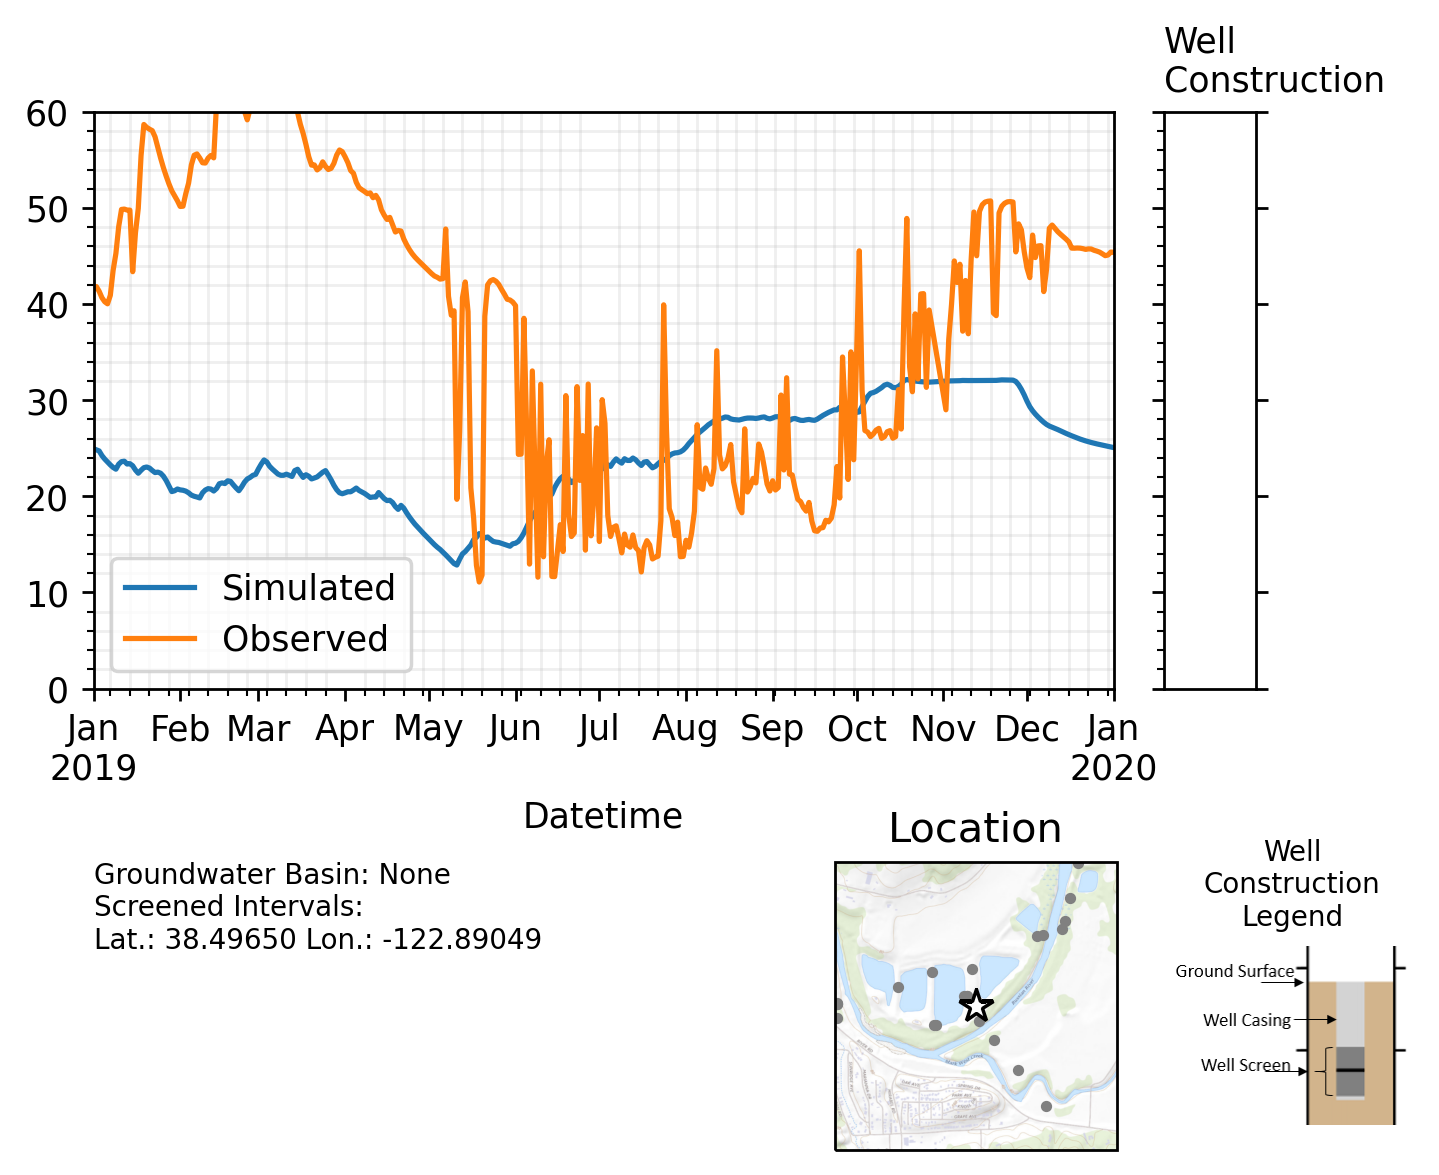 Well
Construction
60
50
40
30
20
10
0
Simulated
Observed
Jan Feb Mar Apr May Jun Jul Aug Sep Oct Nov Dec Jan
2019 2020
Datetime
Location
Groundwater Basin: None
Screened Intervals:
Lat.: 38.49650 Lon.: -122.89049
Well
Construction
Legend
Ground Surface
Well Casing
Well Screen